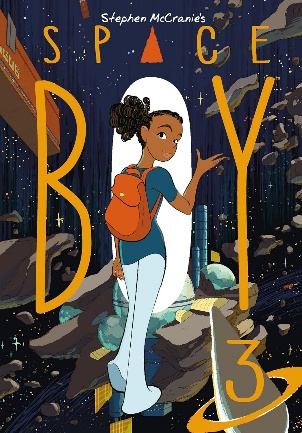 Stephen McCranie's
SPACE
BOY
3